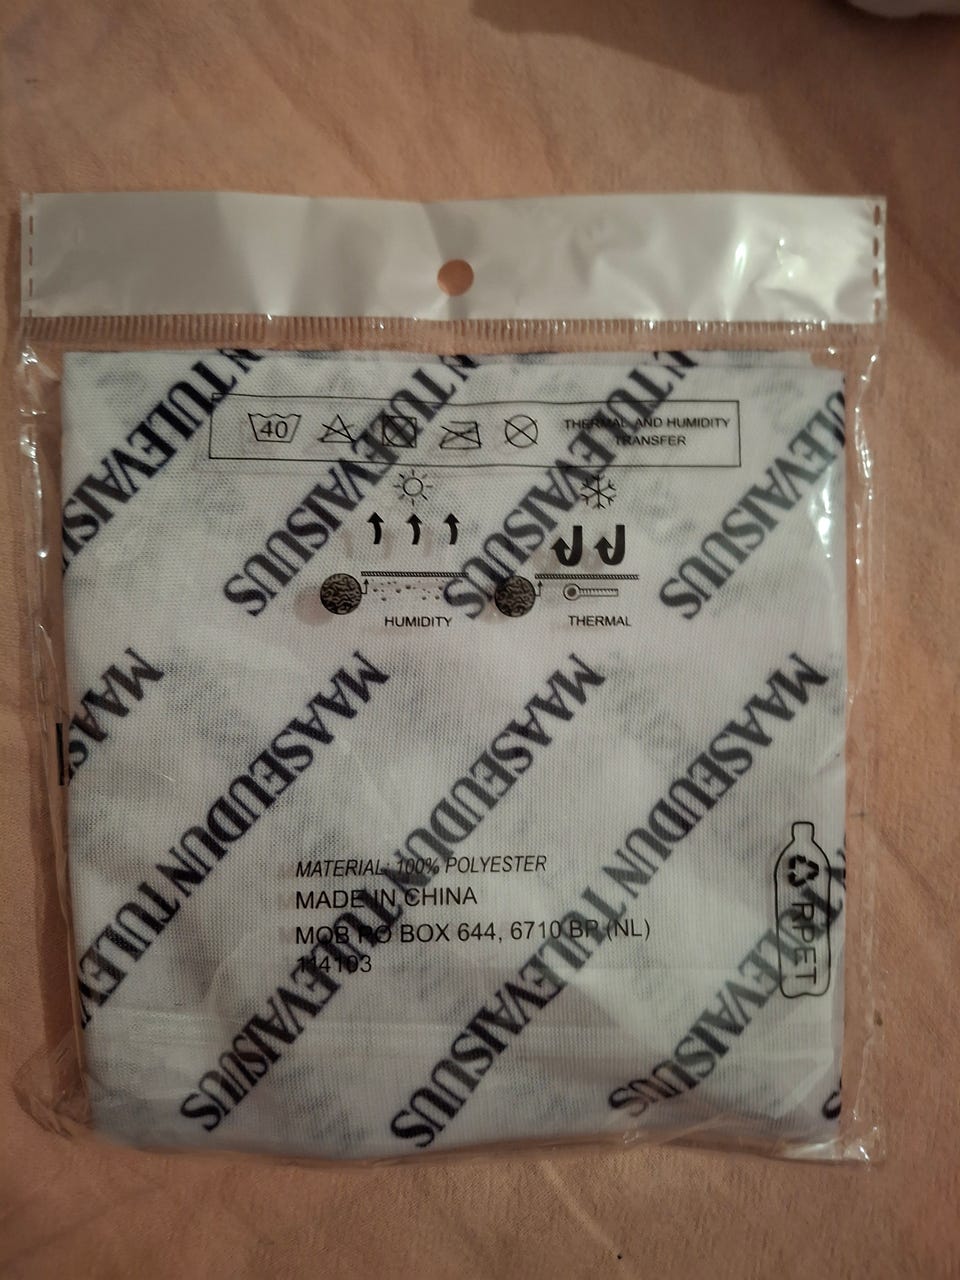 40
THERMAL AND HUMIDITY
TRANSFER
HUMIDITY
THERMAL
MAASEUDUN TULEVAISUUS
MAASEUDUN TULEVAISUUS
MAASEUDUN TULEVAISUUS
MATERIAL: 100% POLYESTER
MADE IN CHINA
MOB PO BOX 644, 6710 BP (NL)
114103
RPET